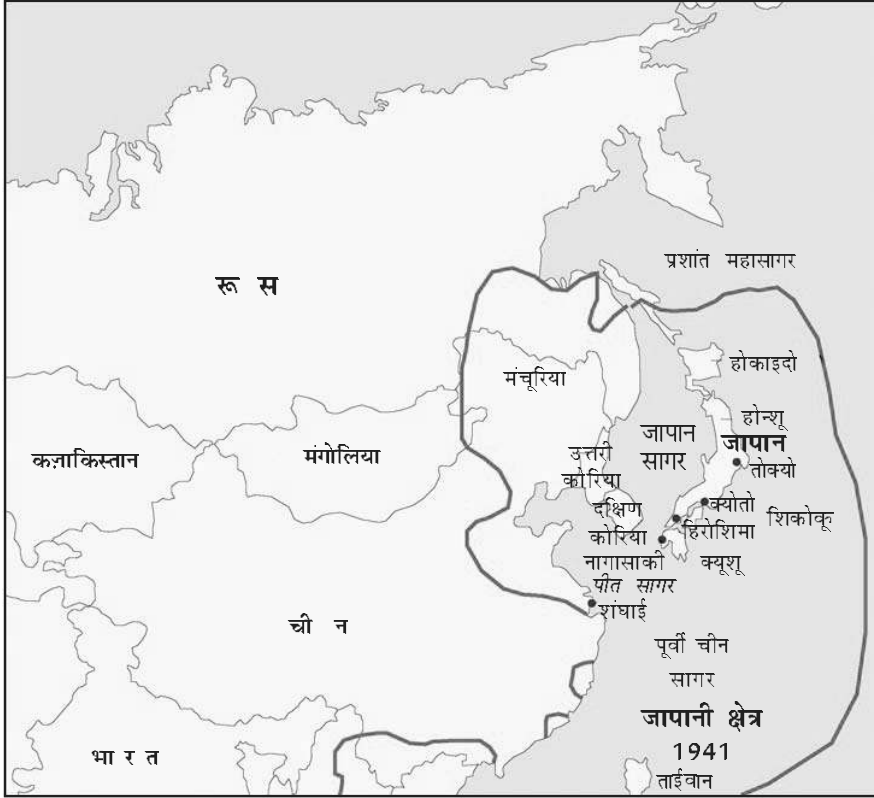 प्रशांत महासागर
रू स
होकाइदो
मंचूरिया
होन्शू
जापान
सागर
जापान
उत्तरी
कोरिया
कज़ाकिस्तान
मंगोलिया
तोक्यो
दक्षिण
कोरिया
क्योतो
शिकोकू
हिरोशिमा
नागासाकी
क्यूशू
पीत सागर
शंघाई
ची न
पूर्वी चीन
सागर
जापानी क्षेत्र
1941
भा र त
ताईवान